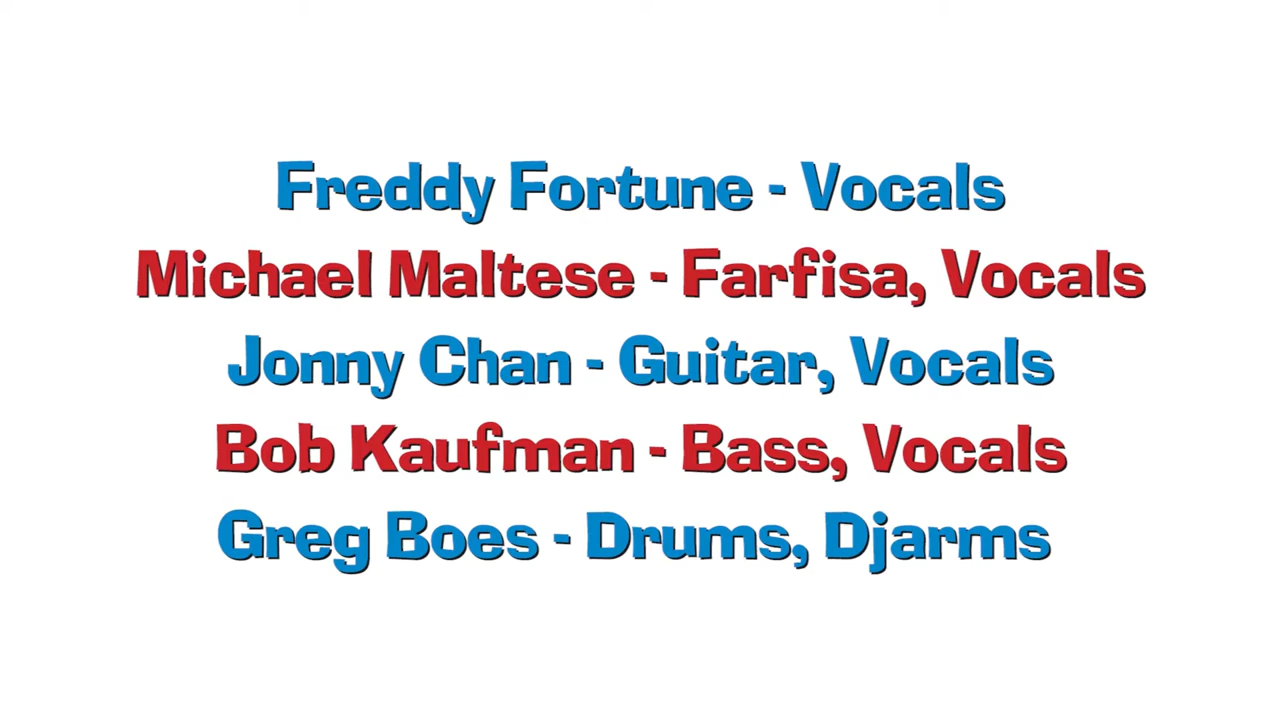 Freddy Fortune - Vocals
Michael Maltese - Farfisa, Vocals
Jonny Chan - Guitar, Vocals
Bob Kaufman - Bass, Vocals
Greg Boes - Drums, Djarms